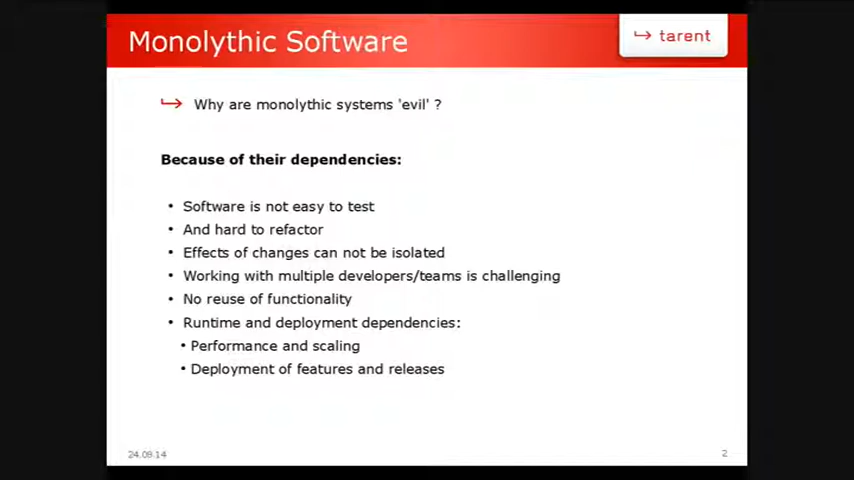 Monolythic Software
tarent
Why are monolythic systems 'evil' ?
Because of their dependencies:
• Software is not easy to test
• And hard to refactor
• Effects of changes can not be isolated
• Working with multiple developers/teams is challenging
• No reuse of functionality
• Runtime and deployment dependencies:
• Performance and scaling
• Deployment of features and releases
24.09.14
2